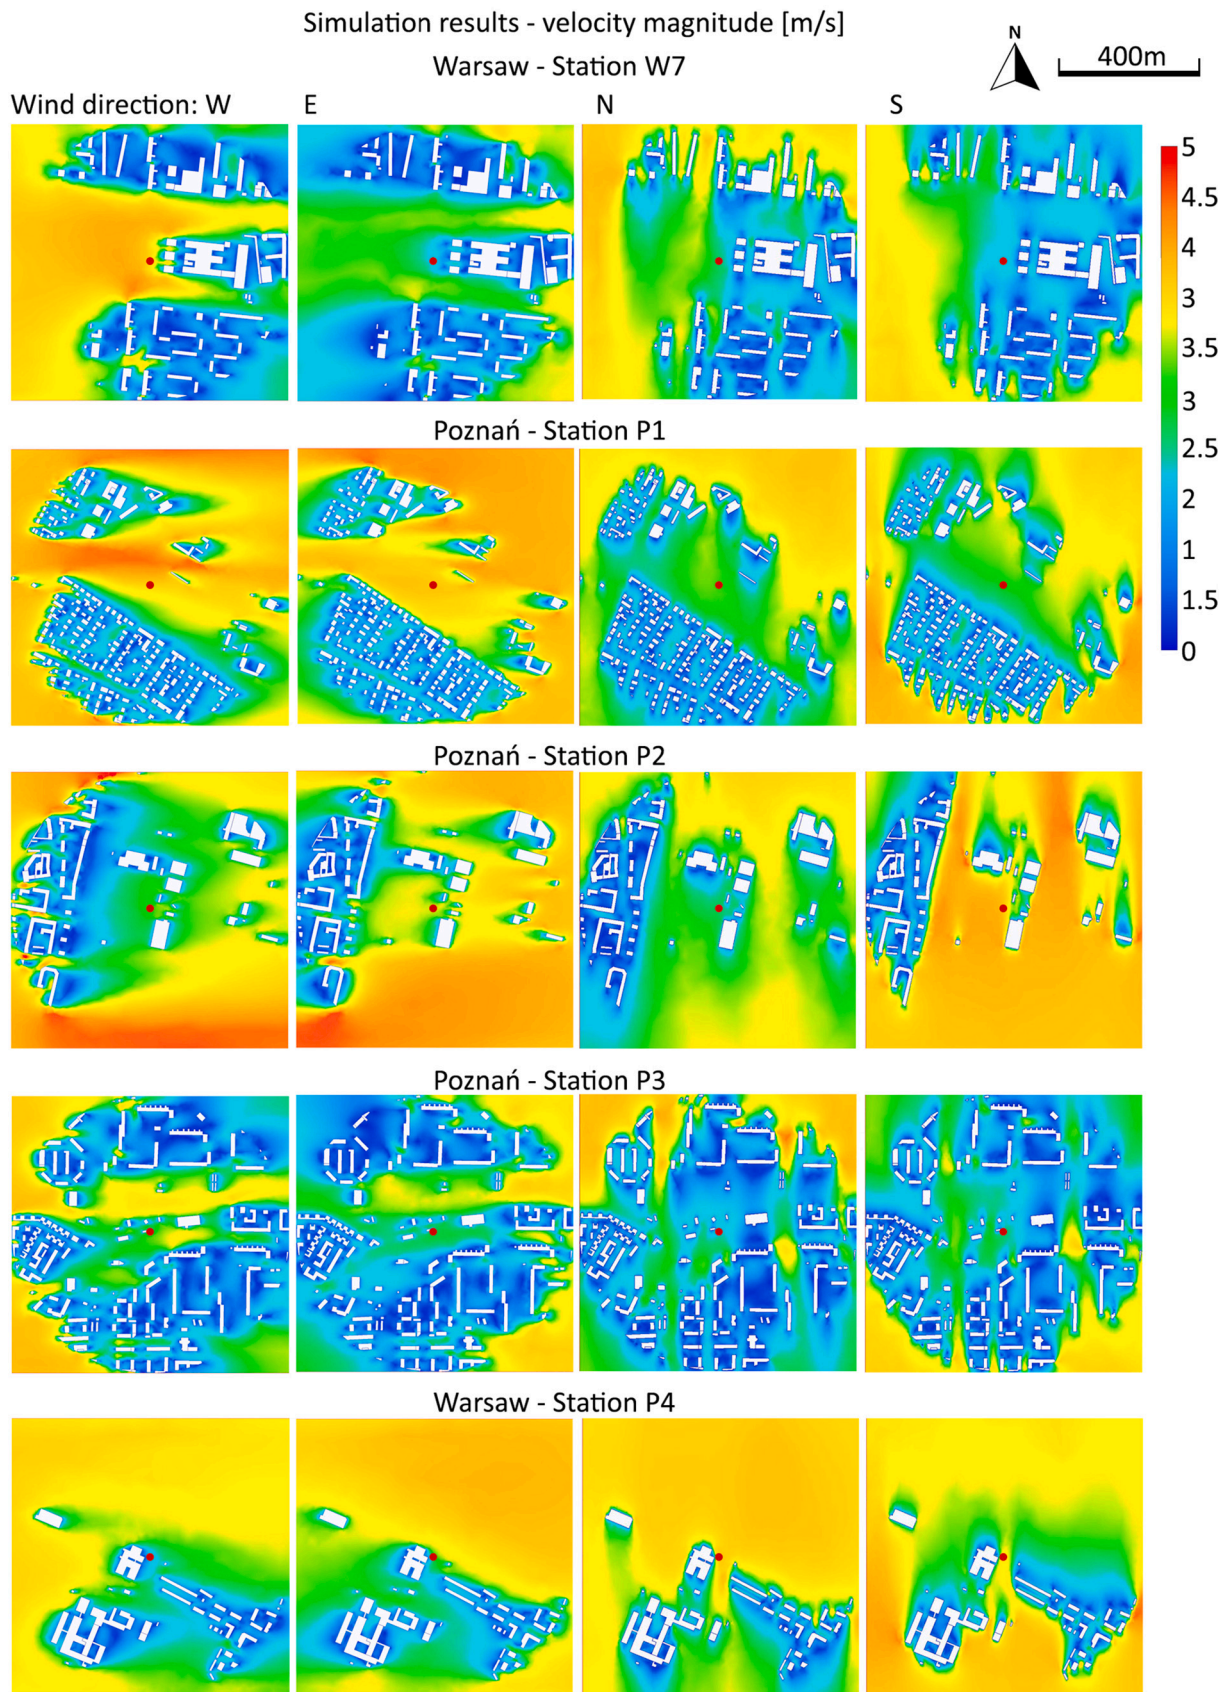 Simulation results - velocity magnitude [m/s]
Warsaw - Station W7
N
400m
Wind direction: W
E
N
S
5
4.5
4
3
3.5
3
2.5
2
1
1.5
0
Poznań - Station P1
Poznań - Station P2
Poznań - Station P3
Warsaw - Station P4